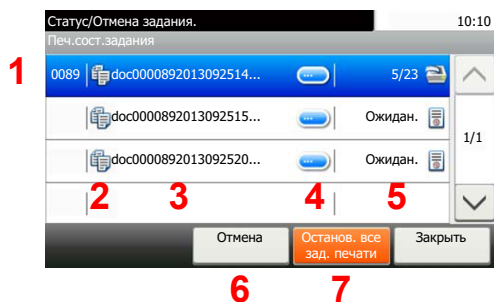 Статус/Отмена задания. 10:10
Печ.сост.задания
1 0089 doc0000892013092514... ... 5/23
doc0000892013092515... ... Ожидан.
1/1
doc0000892013092520... ... Ожидан.
2 3 4 5
Отмена Останов. все зад. печати Закрыть
6 7